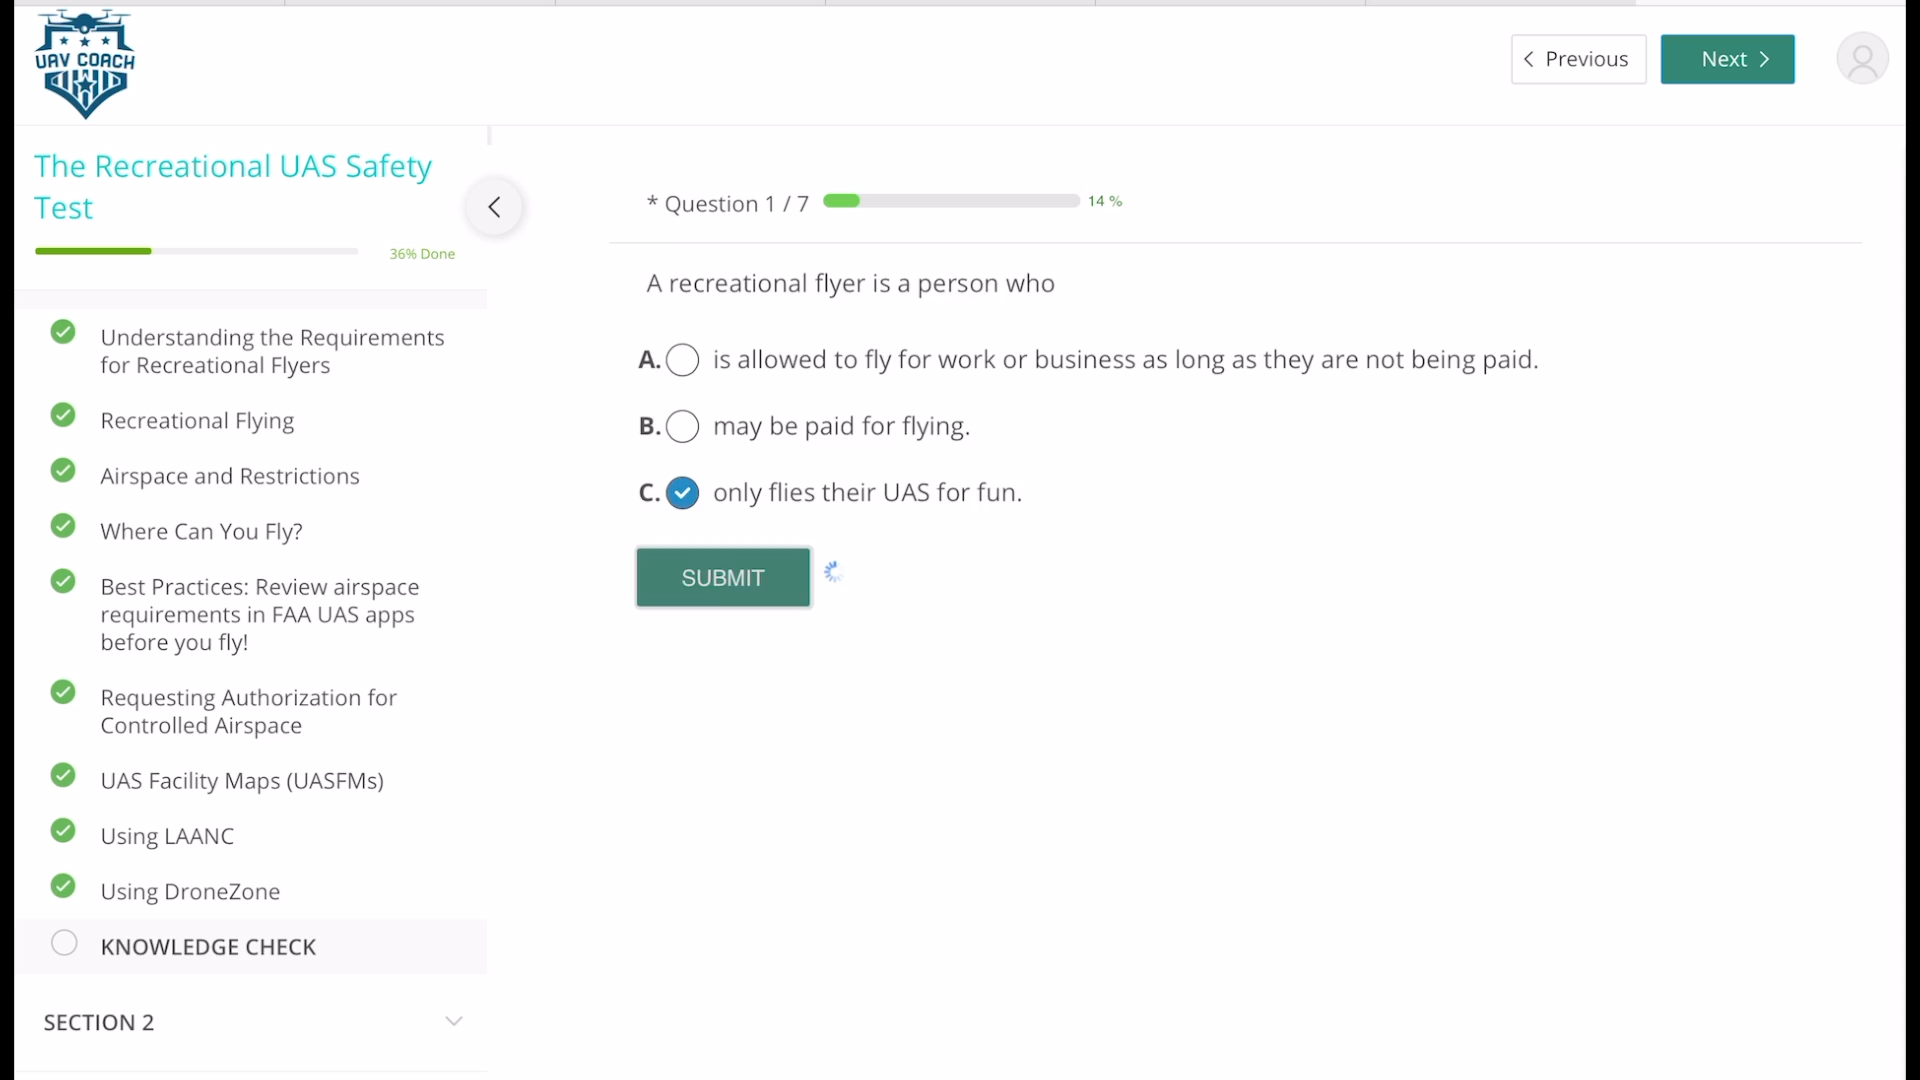 UAV COACH
Previous
Next
The Recreational UAS Safety
Test
36% Done
Understanding the Requirements
for Recreational Flyers
Recreational Flying
Airspace and Restrictions
Where Can You Fly?
Best Practices: Review airspace
requirements in FAA UAS apps
before you fly!
Requesting Authorization for
Controlled Airspace
UAS Facility Maps (UASFMs)
Using LAANC
Using DroneZone
KNOWLEDGE CHECK
SECTION 2
* Question 1 / 7 14 %
A recreational flyer is a person who
A. is allowed to fly for work or business as long as they are not being paid.
B. may be paid for flying.
C. only flies their UAS for fun.
SUBMIT